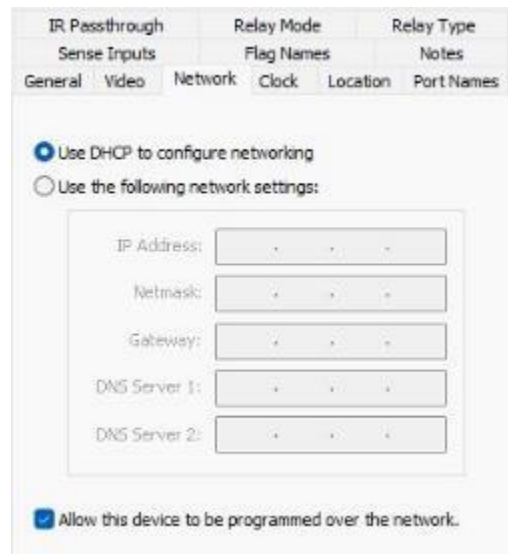 IR Passthrough Relay Mode Relay Type
Sense Inputs Flag Names Notes
General Video Network Clock Location Port Names
Use DHCP to configure networking
Use the following network settings:
IP Address:
Netmask:
Gateway:
DNS Server 1:
DNS Server 2:
Allow this device to be programmed over the network.